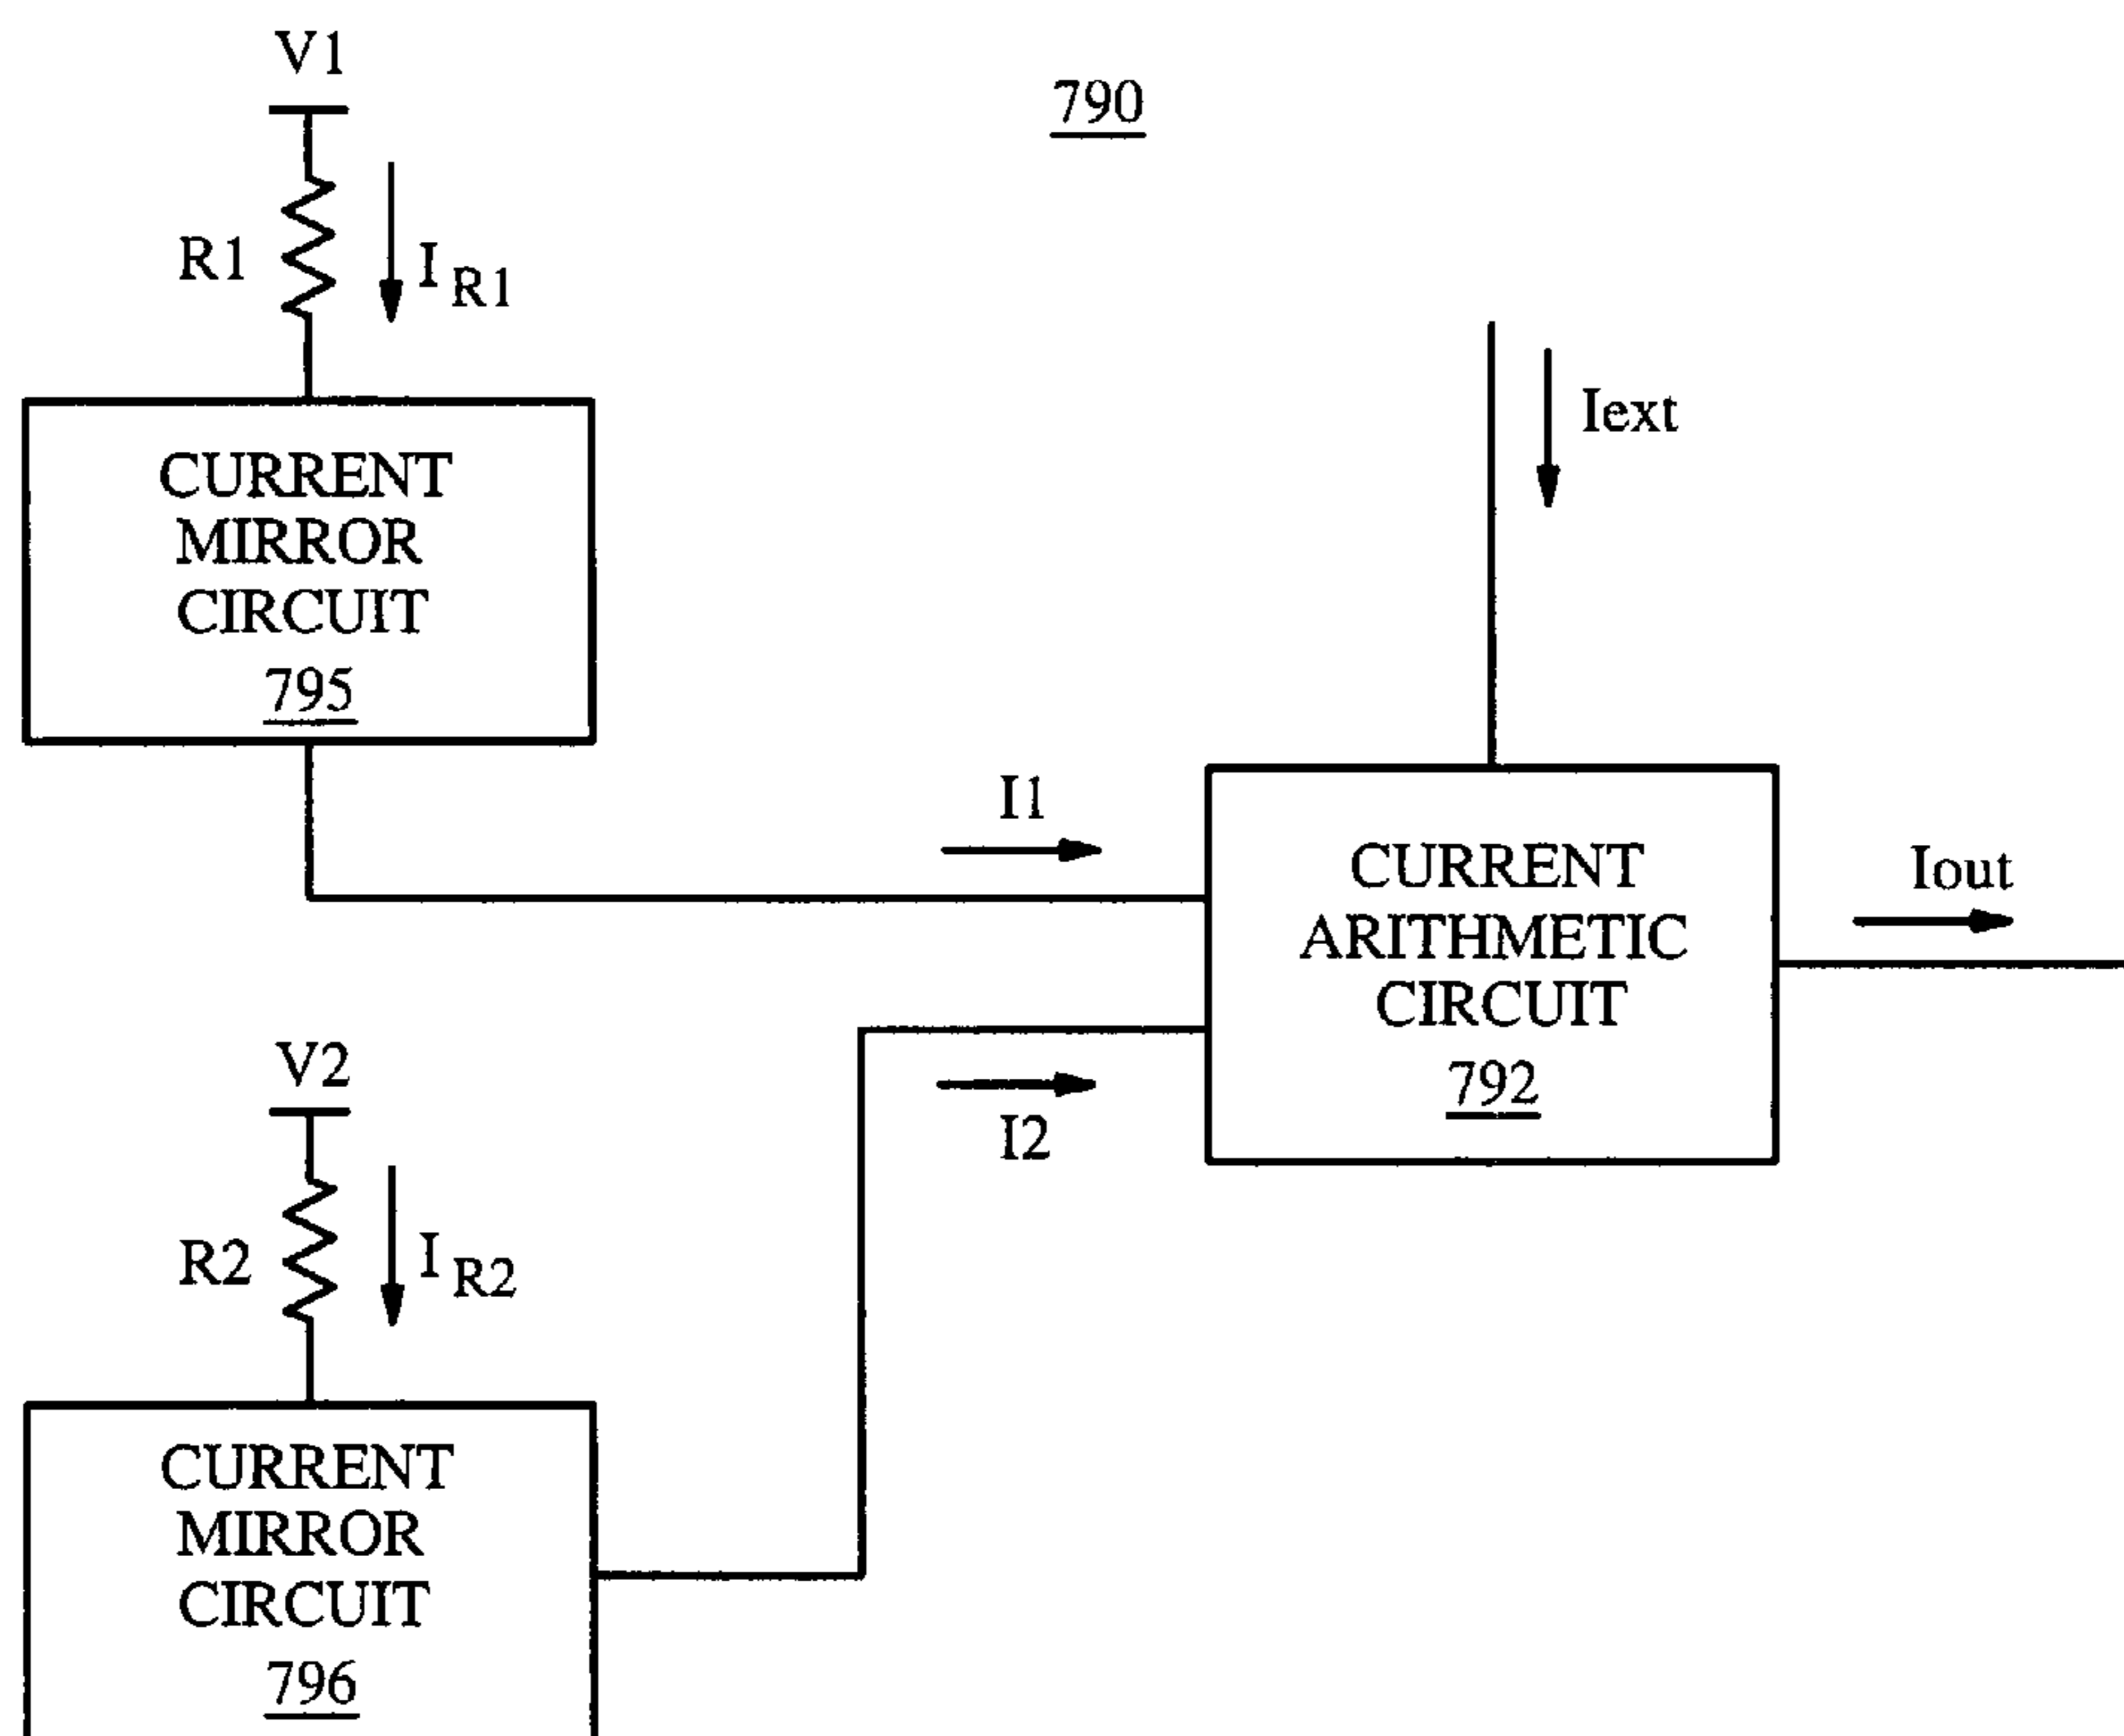 V1
790
R1
I R1
Iext
CURRENT
MIRROR
CIRCUIT
795
I1
CURRENT
ARITHMETIC
CIRCUIT
792
Iout
V2
I2
R2
I R2
CURRENT
MIRROR
CIRCUIT
796